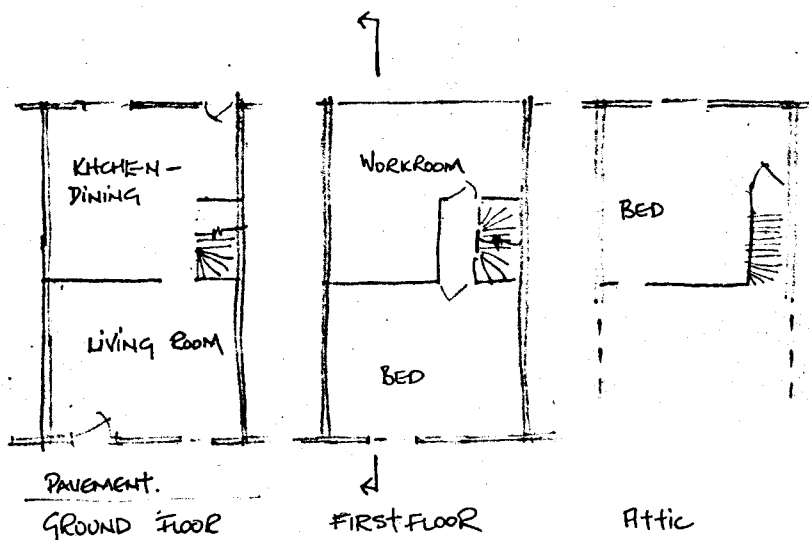 KITCHEN-
DINING
LIVING ROOM
PAVEMENT.
GROUND FLOOR
WORKROOM
BED
FIRST FLOOR
BED
Attic